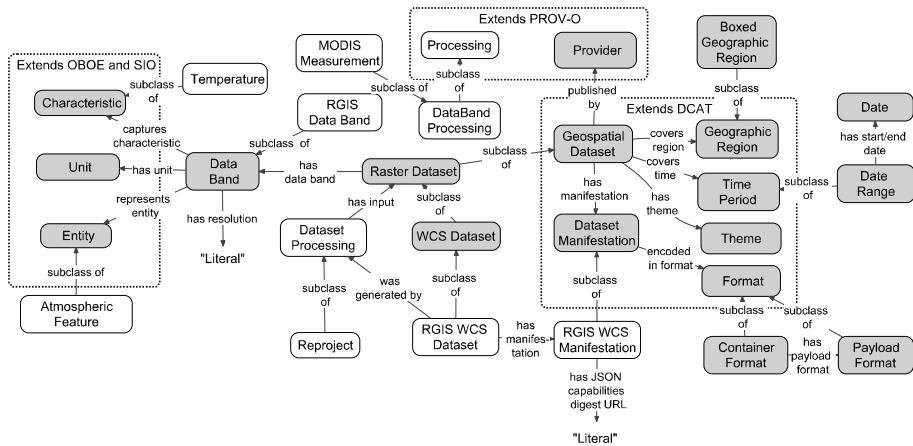 Extends PROV-O
Processing
Provider
MODIS
Measurement
Boxed
Geographic
Region
Extends OBOE and SIO
Temperature
subclass
of
Characteristic
subclass of
subclass
of
published
by
subclass
of
RGIS
Data Band
DataBand
Processing
Extends DCAT
Date
captures
characteristic
subclass of
Geospatial
Dataset
covers
region
Geographic
Region
has start/end
date
Unit
has unit
Data
Band
has
data band
Raster Dataset
subclass
of
covers
time
Time
Period
subclass
of
Date
Range
represents
entity
has
manifestation
has
theme
has resolution
has input
subclass
of
Entity
Dataset
Processing
WCS Dataset
Dataset
Manifestation
encoded
in format
Theme
"Literal"
subclass of
was
generated by
subclass
of
subclass
of
subclass
of
Format
Atmospheric
Feature
subclass
of
subclass
of
Reproject
RGIS WCS
Dataset
has
manifes-
tation
RGIS WCS
Manifestation
Container
Format
has
payload
format
Payload
Format
has JSON
capabilities
digest URL
"Literal"